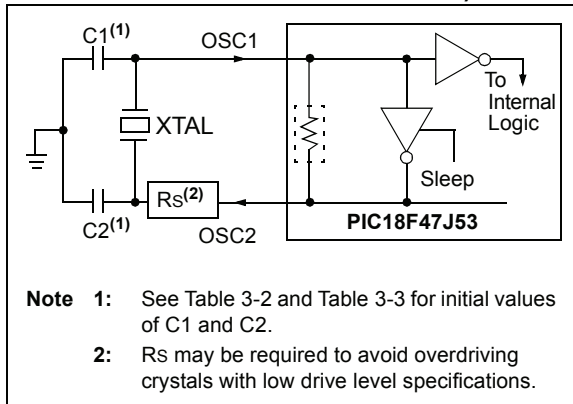 C1(1)
OSC1
To
Internal
Logic
XTAL
Sleep
RS(2)
C2(1)
OSC2
PIC18F47J53
Note 1: See Table 3-2 and Table 3-3 for initial values
of C1 and C2.
2: RS may be required to avoid overdriving
crystals with low drive level specifications.